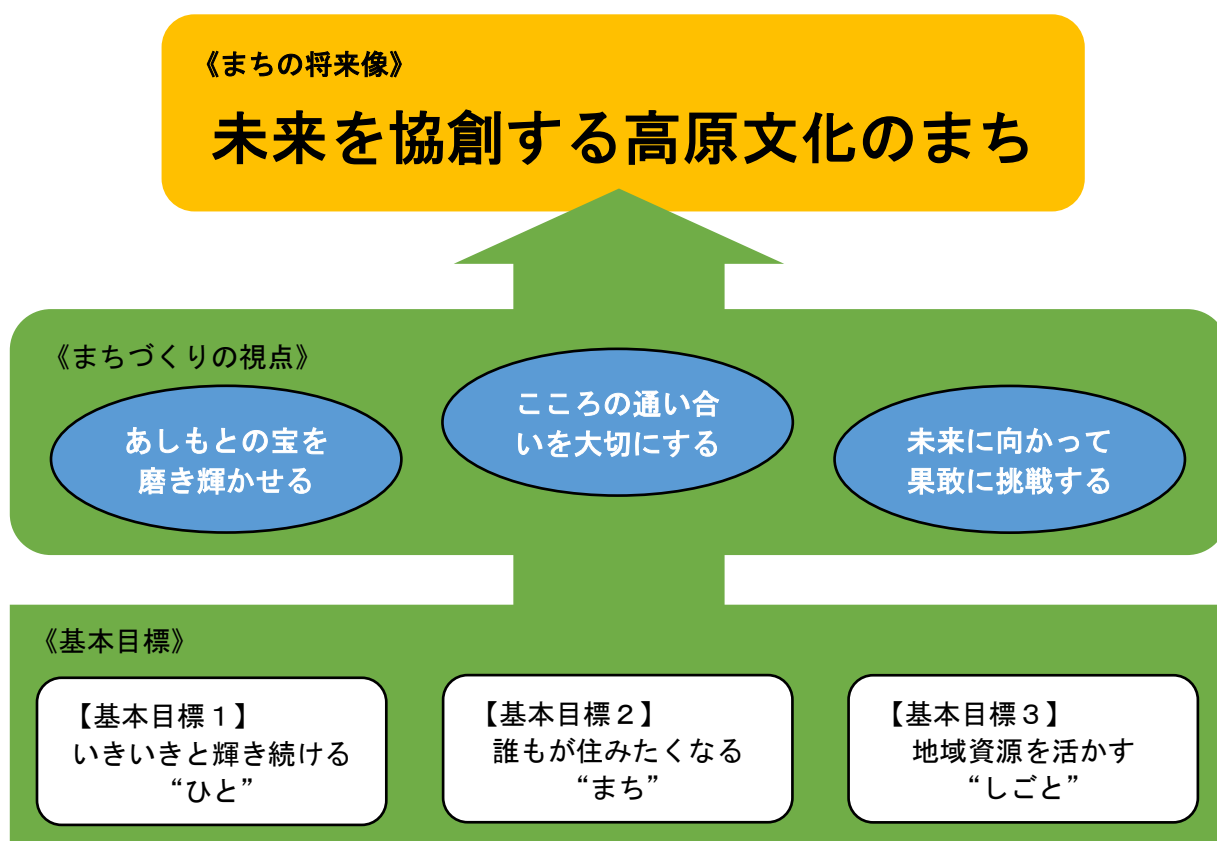 《まちの将来像》
未来を協創する高原文化のまち
《まちづくりの視点》
あしもとの宝を
磨き輝かせる
こころの通い合
いを大切にする
未来に向かって
果敢に挑戦する
《基本目標》
【基本目標１】
いきいきと輝き続ける
“ひと”
【基本目標２】
誰もが住みたくなる
“まち”
【基本目標３】
地域資源を活かす
“しごと”